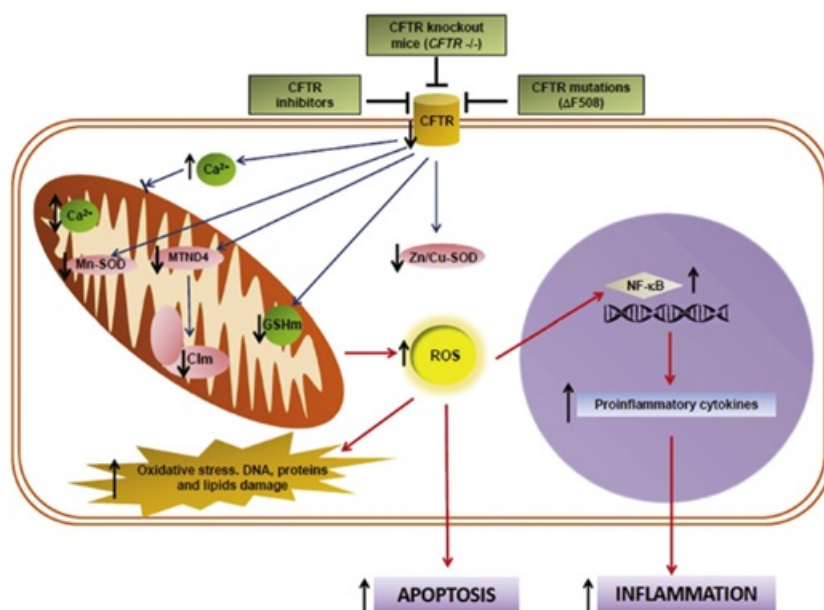 CFTR knockout
mice (CFTR -/-)
CFTR
inhibitors
CFTR mutations
(ΔF508)
CFTR
Ca²⁺
Ca²⁺
Mn-SOD
MTND4
Zn/Cu-SOD
GSHm
CIm
ROS
NF-κB
Proinflammatory cytokines
Oxidative stress. DNA, proteins
and lipids damage
APOPTOSIS
INFLAMMATION